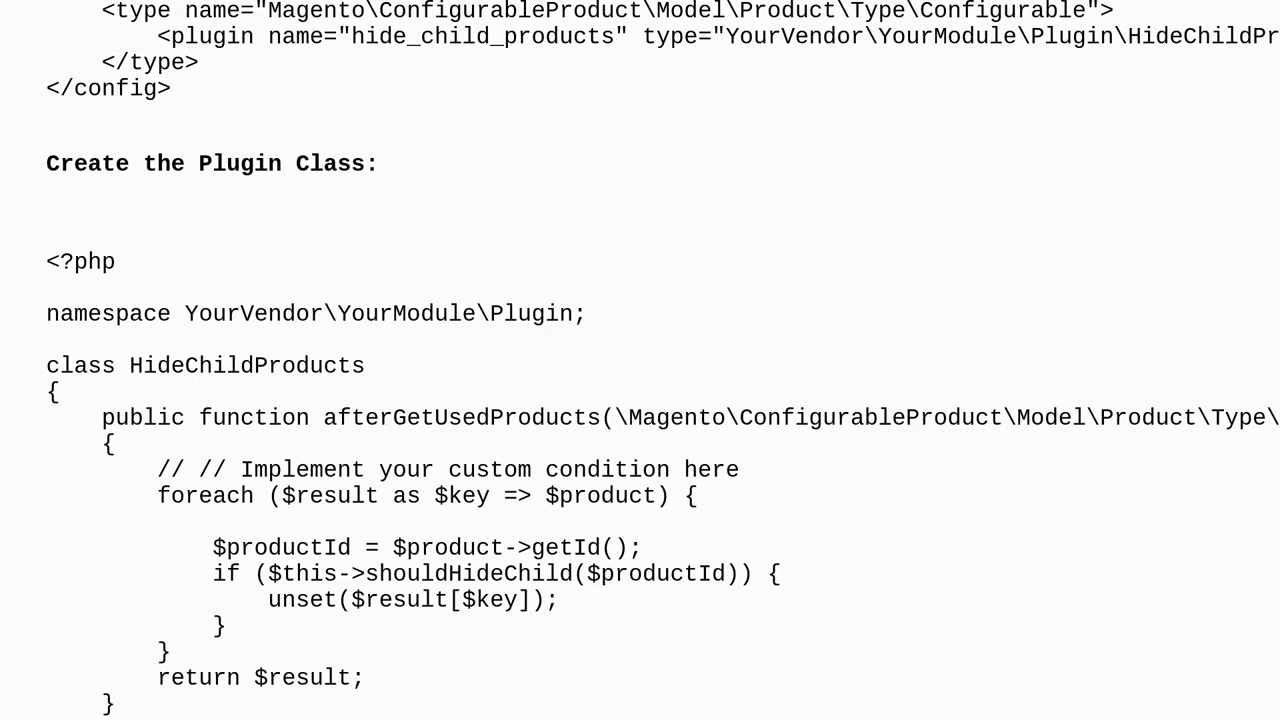 <type name="Magento\ConfigurableProduct\Model\Product\Type\Configurable">
<plugin name="hide_child_products" type="YourVendor\YourModule\Plugin\HideChildPr
</type>
</config>
Create the Plugin Class:
<?php
namespace YourVendor\YourModule\Plugin;
class HideChildProducts
{
public function afterGetUsedProducts(\Magento\ConfigurableProduct\Model\Product\Type\
{
// // Implement your custom condition here
foreach ($result as $key => $product) {
$productId = $product->getId();
if ($this->shouldHideChild($productId)) {
unset($result[$key]);
}
}
return $result;
}